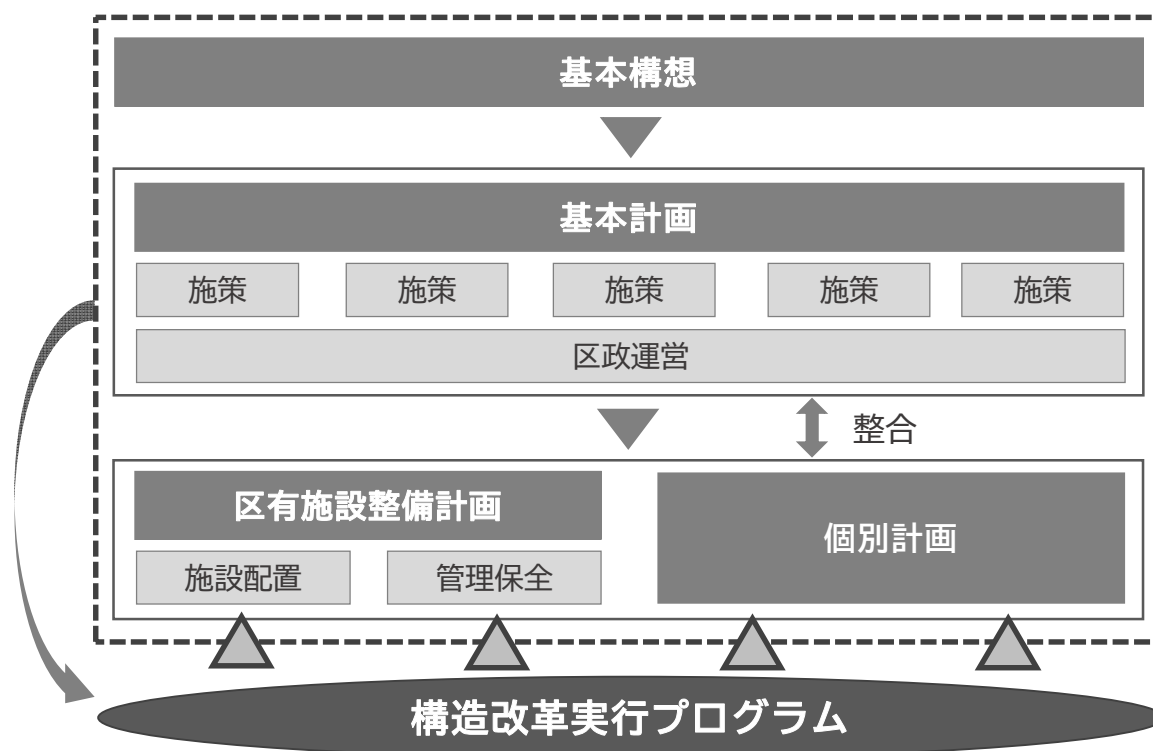 基本構想
基本計画
施策 施策 施策 施策 施策
区政運営
整合
区有施設整備計画
個別計画
施設配置 管理保全
構造改革実行プログラム